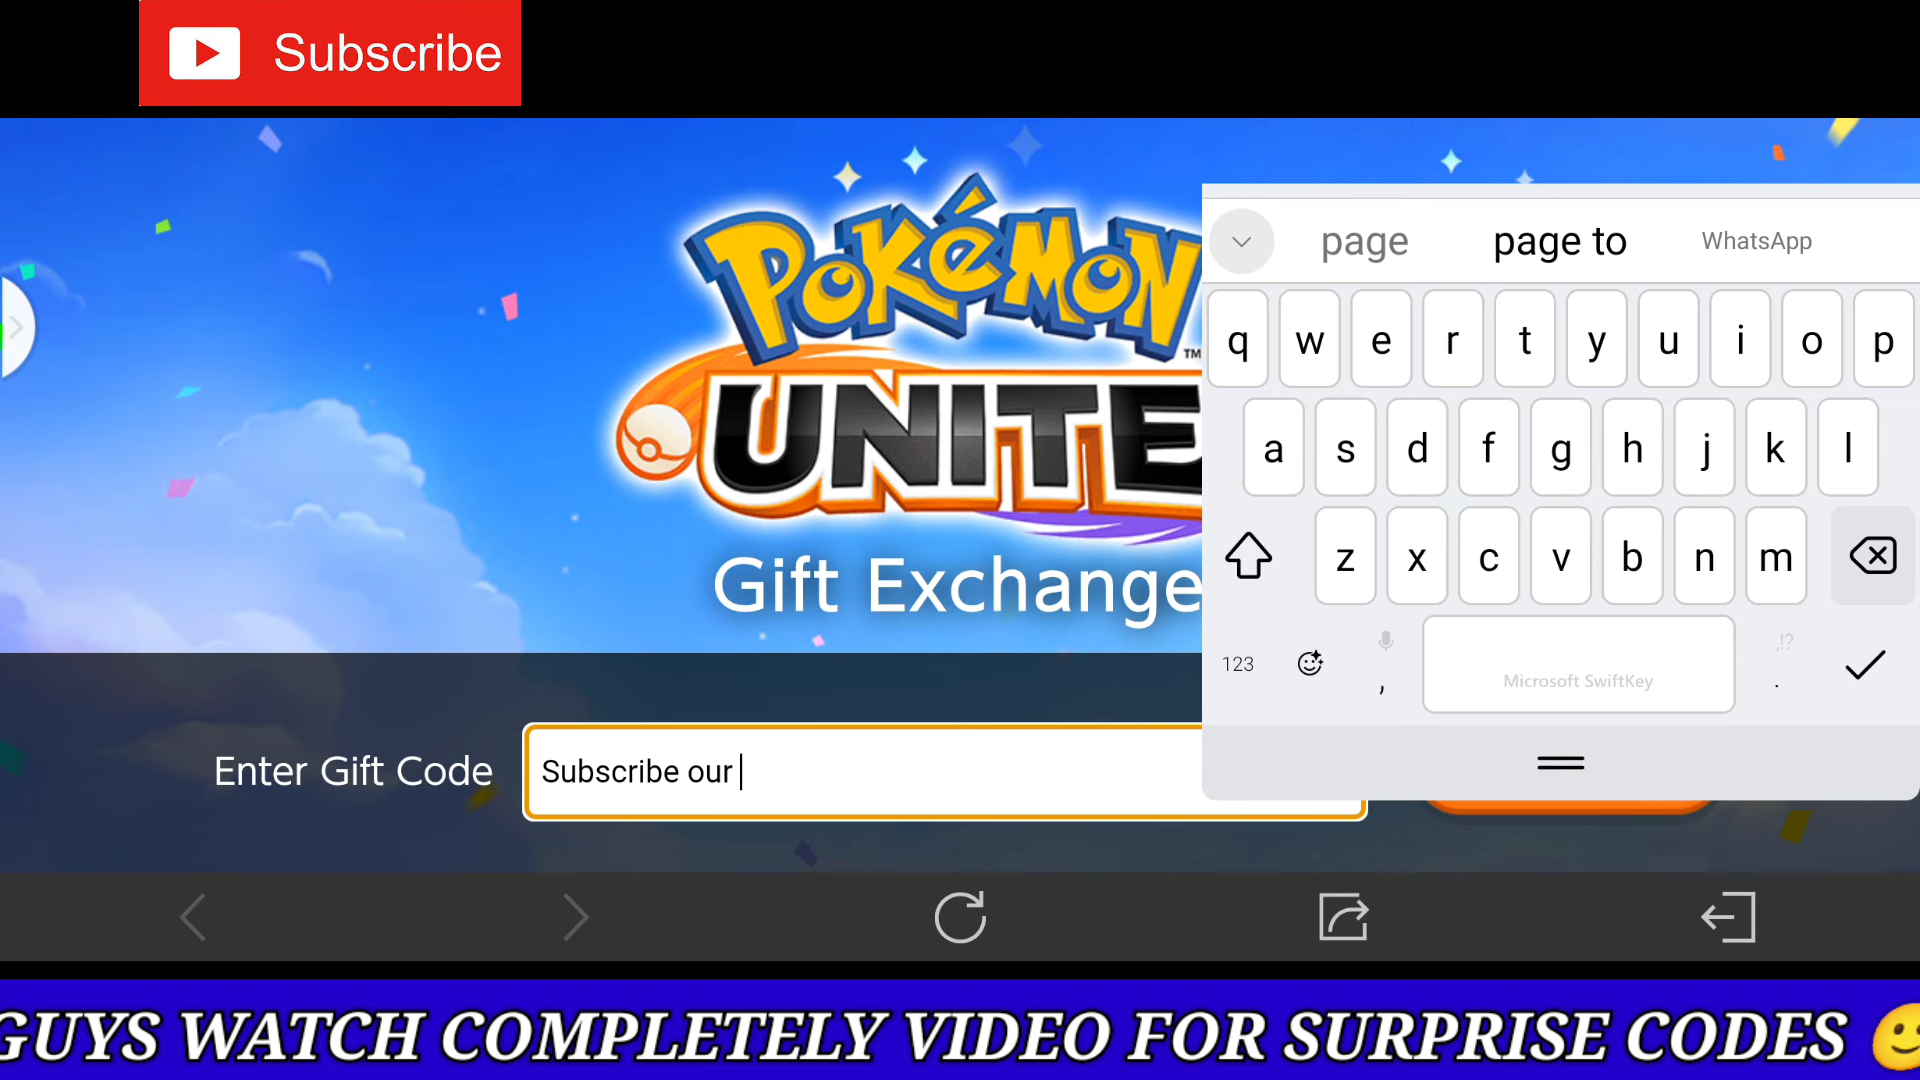 Subscribe
POKéMON
TM
UNITE
Gift Exchange
page page to WhatsApp
q w e r t y u i o p
a s d f g h j k l
z x c v b n m
123 , Microsoft SwiftKey ,!? .
Enter Gift Code Subscribe our
GUYS WATCH COMPLETELY VIDEO FOR SURPRISE CODES 🙂